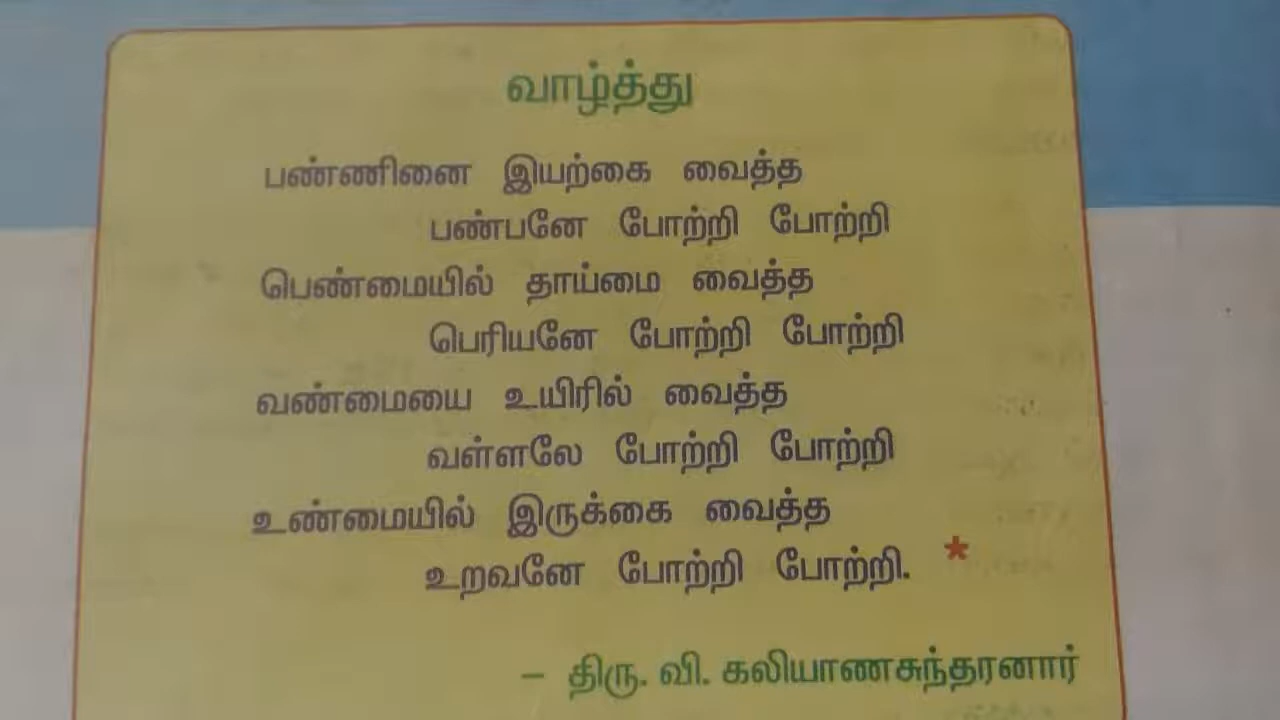 வாழ்த்து
பண்ணினை இயற்கை வைத்த
பண்பனே போற்றி போற்றி
பெண்மையில் தாய்மை வைத்த
பெரியனே போற்றி போற்றி
வண்மையை உயிரில் வைத்த
வள்ளலே போற்றி போற்றி
உண்மையில் இருக்கை வைத்த
உறவனே போற்றி போற்றி. *
– திரு. வி. கலியாணசுந்தரனார்